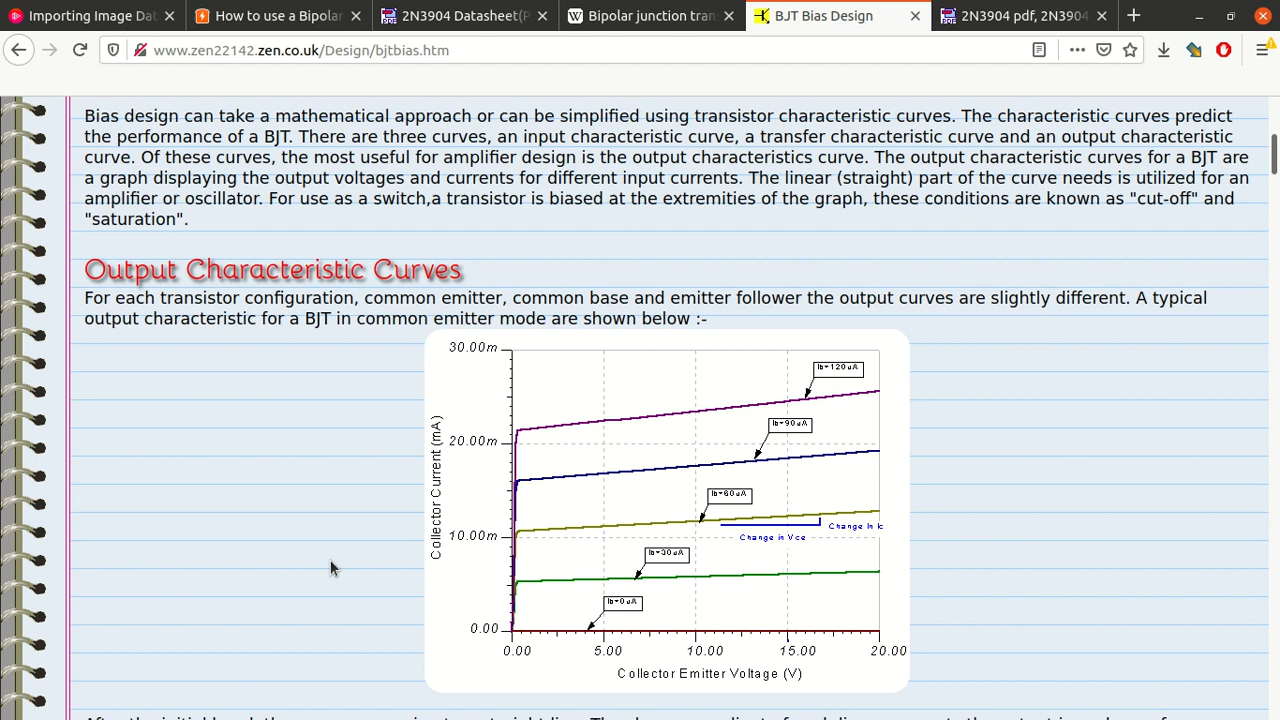 Importing Image Dat
How to use a Bipolar
2N3904 Datasheet(P
Bipolar junction tran
BJT Bias Design
2N3904 pdf, 2N3904
www.zen22142.zen.co.uk/Design/bjtbias.htm
Bias design can take a mathematical approach or can be simplified using transistor characteristic curves. The characteristic curves predict
the performance of a BJT. There are three curves, an input characteristic curve, a transfer characteristic curve and an output characteristic
curve. Of these curves, the most useful for amplifier design is the output characteristics curve. The output characteristic curves for a BJT are
a graph displaying the output voltages and currents for different input currents. The linear (straight) part of the curve needs is utilized for an
amplifier or oscillator. For use as a switch,a transistor is biased at the extremities of the graph, these conditions are known as "cut-off" and
"saturation".
Output Characteristic Curves
For each transistor configuration, common emitter, common base and emitter follower the output curves are slightly different. A typical
output characteristic for a BJT in common emitter mode are shown below :-
30.00m
Ib=120uA
Ib=90uA
20.00m
Collector Current (mA)
Ib=60uA
Change in Ic
10.00m
Change in Vce
Ib=30uA
Ib=0uA
0.00
0.00 5.00 10.00 15.00 20.00
Collector Emitter Voltage (V)